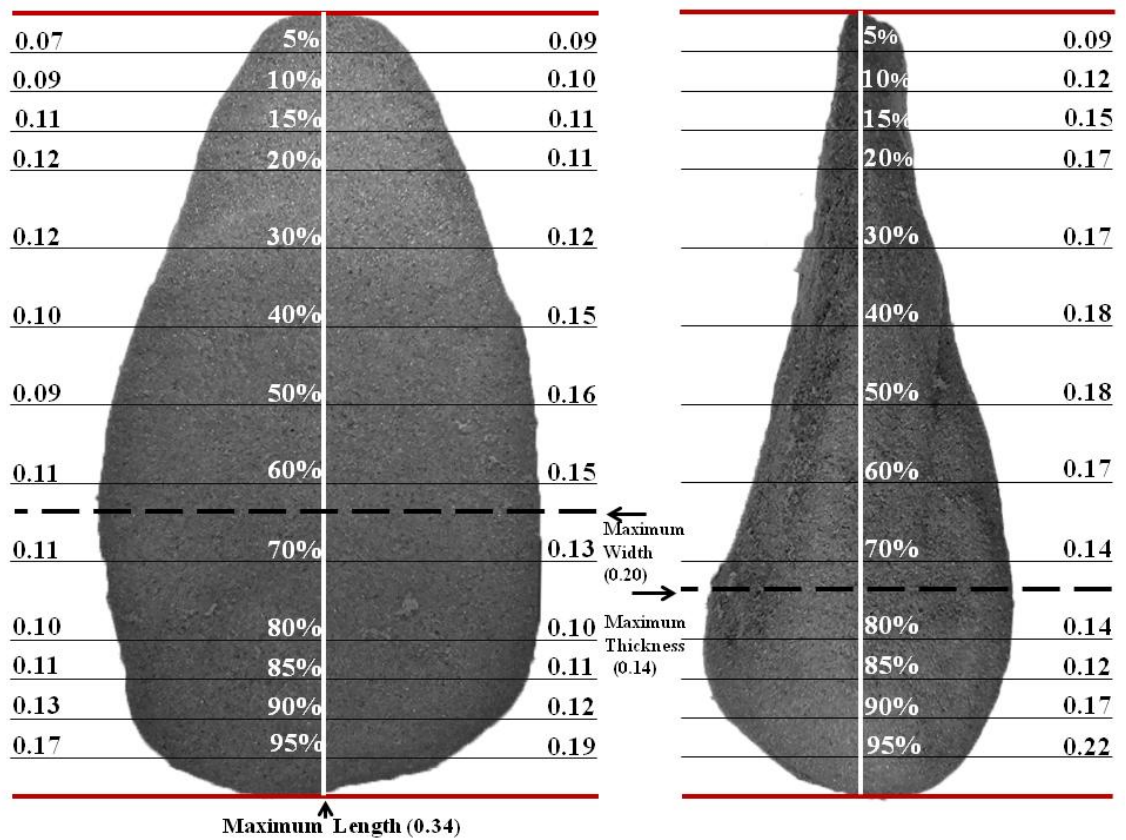 0.07 5% 0.09
0.09 10% 0.10
0.11 15% 0.11
0.12 20% 0.11
0.12 30% 0.12
0.10 40% 0.15
0.09 50% 0.16
0.11 60% 0.15
0.11 70% 0.13
0.10 80% 0.10
0.11 85% 0.11
0.13 90% 0.12
0.17 95% 0.19
Maximum Length (0.34)
Maximum
Width
(0.20)
Maximum
Thickness
(0.14)
5% 0.09
10% 0.12
15% 0.15
20% 0.17
30% 0.17
40% 0.18
50% 0.18
60% 0.17
70% 0.14
80% 0.14
85% 0.12
90% 0.17
95% 0.22